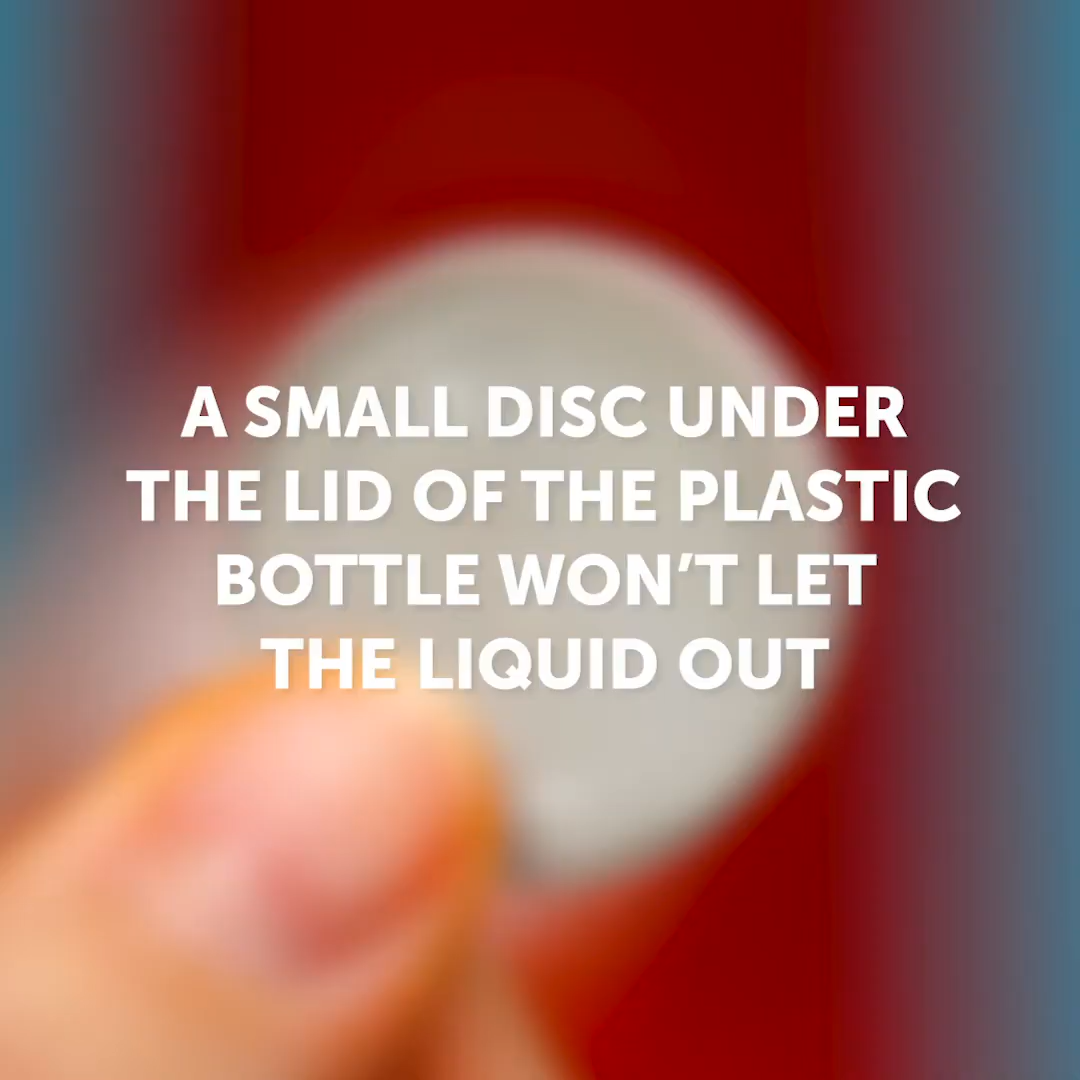 A SMALL DISC UNDER
THE LID OF THE PLASTIC
BOTTLE WON’T LET
THE LIQUID OUT